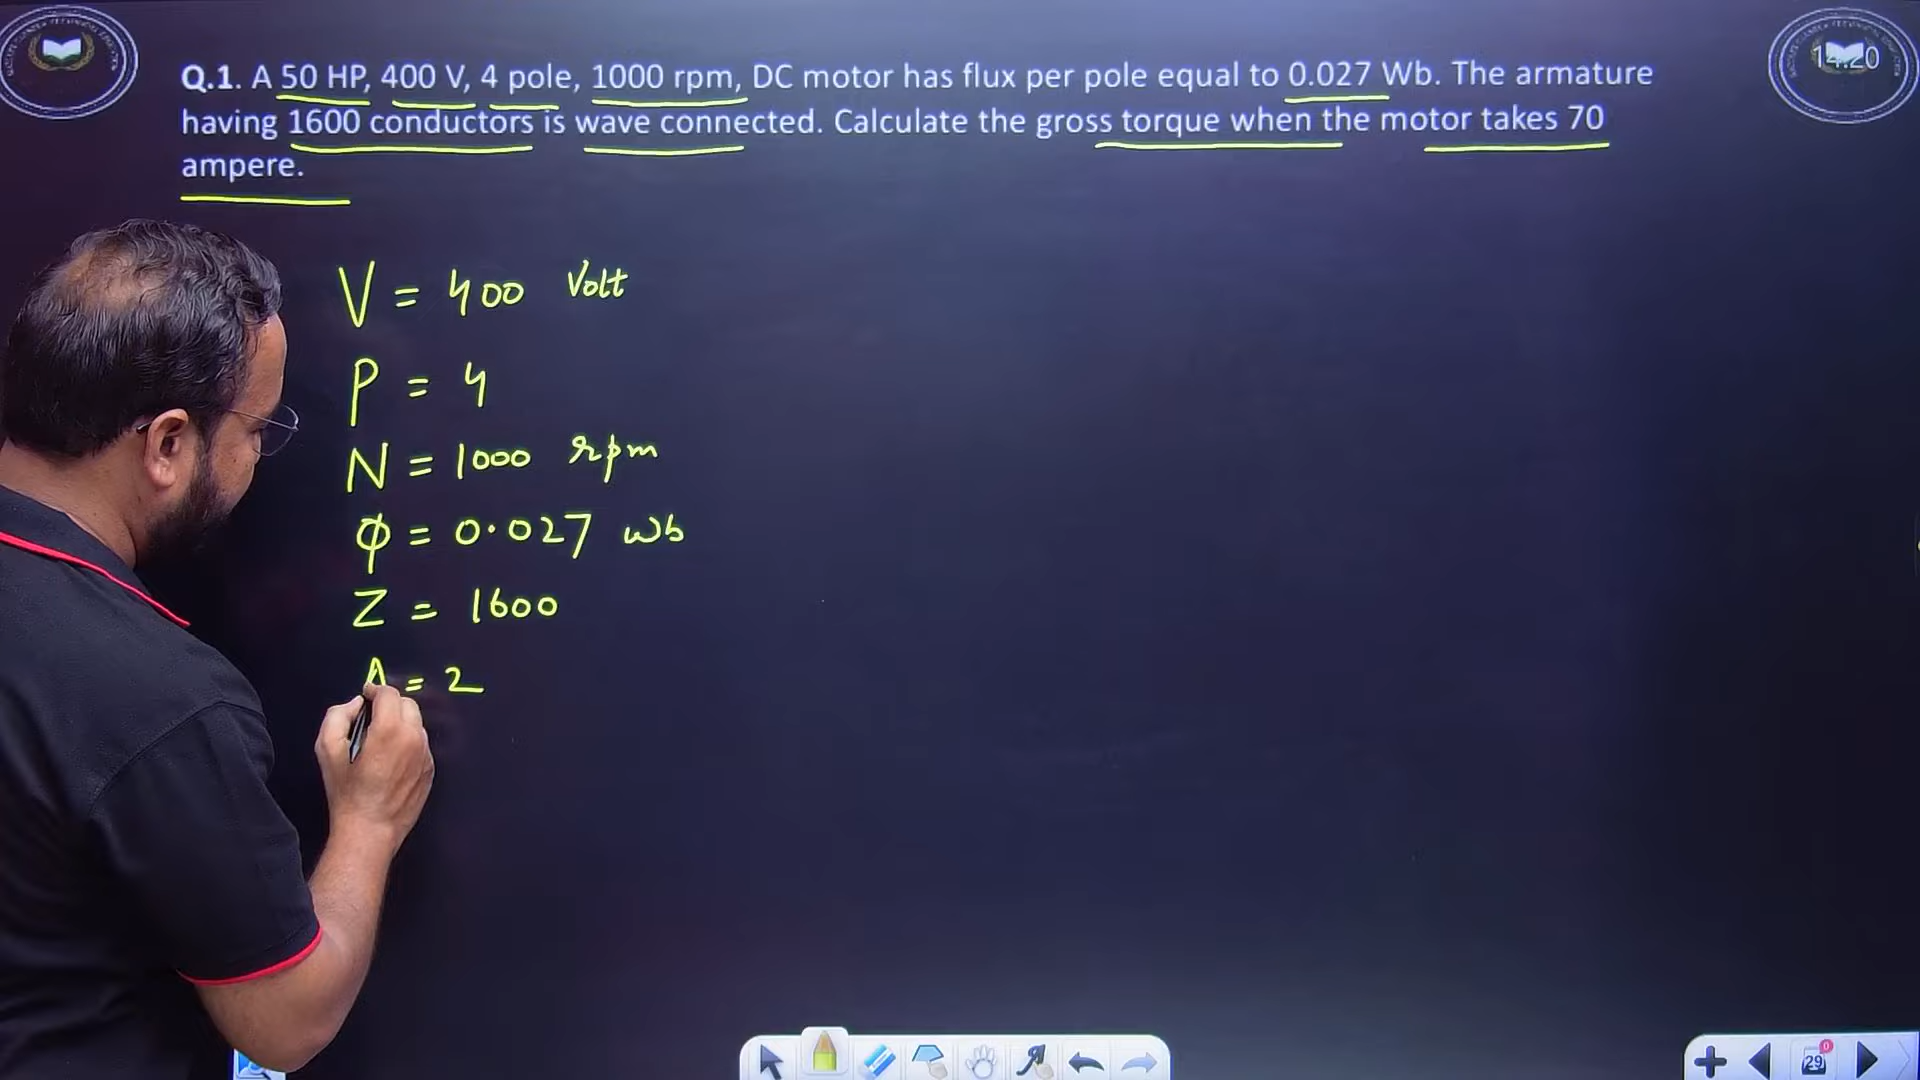 Q.1. A 50 HP, 400 V, 4 pole, 1000 rpm, DC motor has flux per pole equal to 0.027 Wb. The armature
having 1600 conductors is wave connected. Calculate the gross torque when the motor takes 70
ampere.
V = 400 Volt
P = 4
N = 1000 rpm
φ = 0.027 wb
Z = 1600
A = 2
29
0